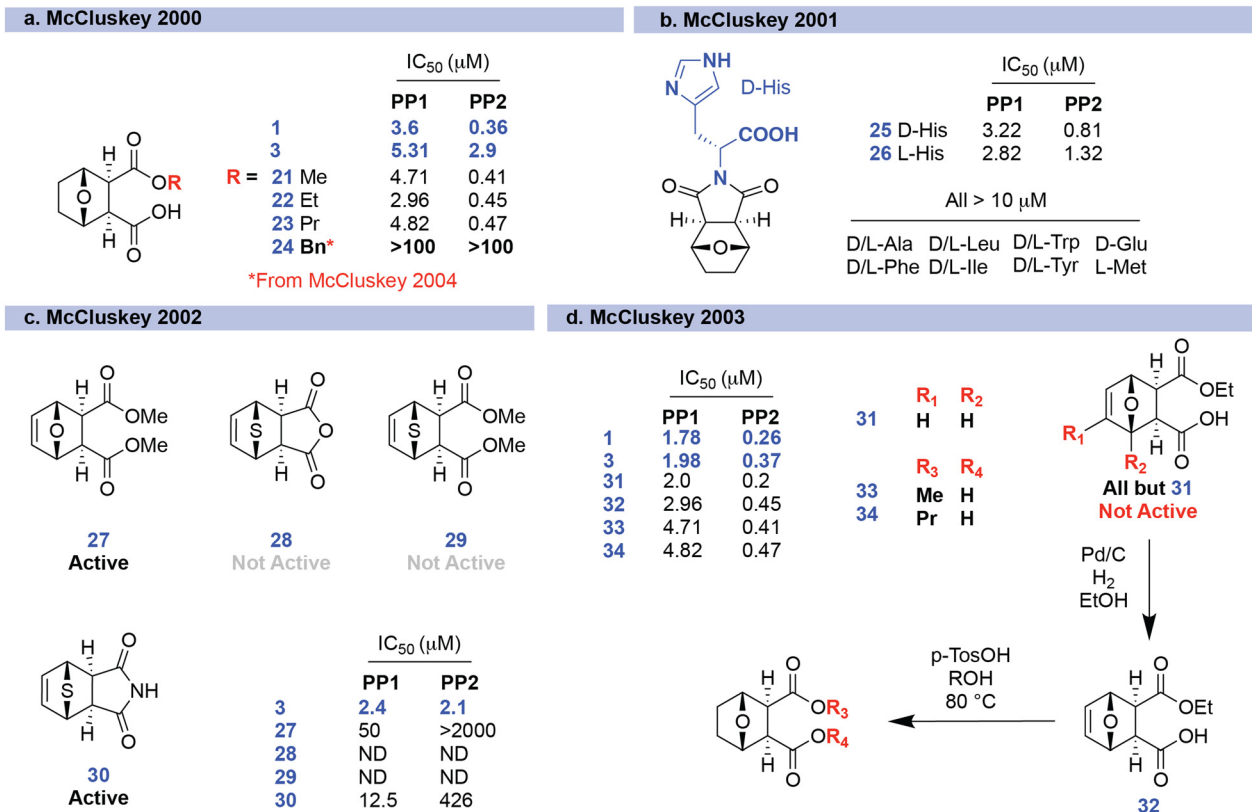 a. McCluskey 2000
IC50 (μM)
PP1 PP2
1 3.6 0.36
3 5.31 2.9
R = 21 Me 4.71 0.41
22 Et 2.96 0.45
23 Pr 4.82 0.47
24 Bn* >100 >100
*From McCluskey 2004
H
O
OR
O
OH
H
O
b. McCluskey 2001
NH
N
D-His
COOH
N
O O
H H
O
IC50 (μM)
PP1 PP2
25 D-His 3.22 0.81
26 L-His 2.82 1.32
All > 10 μM
D/L-Ala D/L-Leu D/L-Trp D-Glu
D/L-Phe D/L-Ile D/L-Tyr L-Met
c. McCluskey 2002
H
O
OMe
O
OMe
H
O
27
Active
H
O
S
O
H
O
28
Not Active
H
O
OMe
S
OMe
H
O
29
Not Active
H
O
S
NH
H
O
30
Active
IC50 (μM)
PP1 PP2
3 2.4 2.1
27 50 >2000
28 ND ND
29 ND ND
30 12.5 426
d. McCluskey 2003
IC50 (μM)
PP1 PP2
1 1.78 0.26
3 1.98 0.37
31 2.0 0.2
32 2.96 0.45
33 4.71 0.41
34 4.82 0.47
R1 R2
31 H H
R3 R4
33 Me H
34 Pr H
H
O
OEt
O
OH
R1
H
R2
O
All but 31
Not Active
Pd/C
H2
EtOH
H
O
OEt
O
OH
H
O
32
p-TosOH
ROH
80 °C
H
O
OR3
O
OR4
H
O